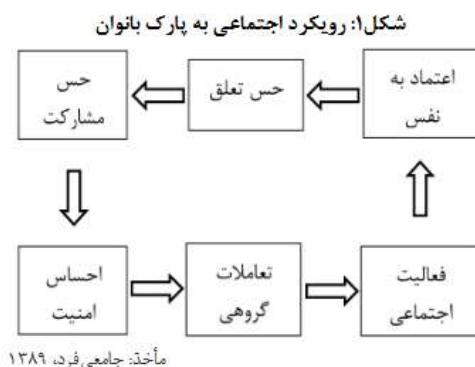 شکل۱: رویکرد اجتماعی به پارک بانوان
اعتماد به
نفس
حس تعلق
حس
مشارکت
احساس
امنیت
تعاملات
گروهی
فعالیت
اجتماعی
مأخذ: جامعی‌فرد، ۱۳۸۹